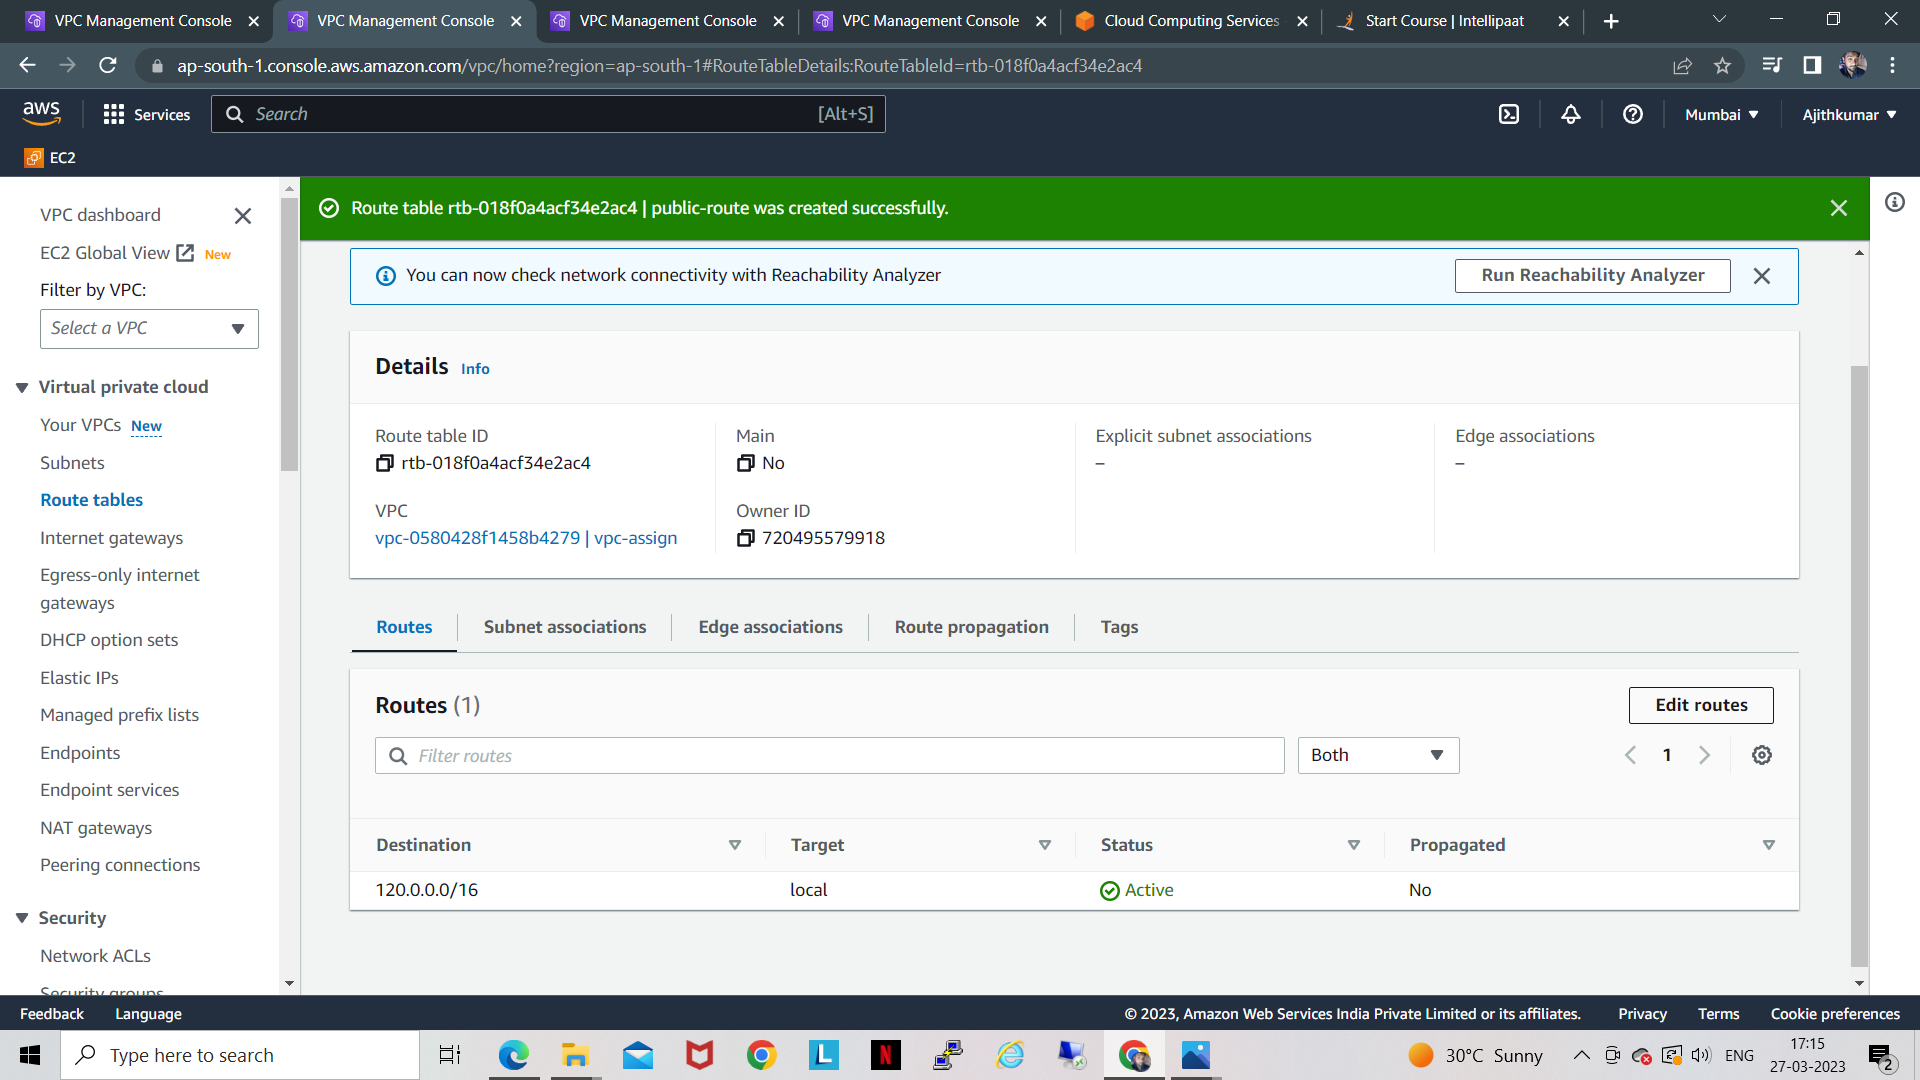 VPC Management Console
VPC Management Console
VPC Management Console
VPC Management Console
Cloud Computing Services
Start Course | Intellipaat
ap-south-1.console.aws.amazon.com/vpc/home?region=ap-south-1#RouteTableDetails:RouteTableId=rtb-018f0a4acf34e2ac4
aws
Services
Search
[Alt+S]
Mumbai
Ajithkumar
EC2
VPC dashboard
EC2 Global View New
Filter by VPC:
Select a VPC
Virtual private cloud
Your VPCs New
Subnets
Route tables
Internet gateways
Egress-only internet
gateways
DHCP option sets
Elastic IPs
Managed prefix lists
Endpoints
Endpoint services
NAT gateways
Peering connections
Security
Network ACLs
Security groups
Route table rtb-018f0a4acf34e2ac4 | public-route was created successfully.
You can now check network connectivity with Reachability Analyzer
Run Reachability Analyzer
Details Info
Route table ID
rtb-018f0a4acf34e2ac4
Main
No
Explicit subnet associations
–
Edge associations
–
VPC
vpc-0580428f1458b4279 | vpc-assign
Owner ID
720495579918
Routes
Subnet associations
Edge associations
Route propagation
Tags
Routes (1)
Edit routes
Filter routes
Both
1
Destination Target Status Propagated
120.0.0.0/16 local Active No
Feedback
Language
© 2023, Amazon Web Services India Private Limited or its affiliates.
Privacy
Terms
Cookie preferences
Type here to search
L
N
30°C Sunny
ENG
17:15
27-03-2023
2